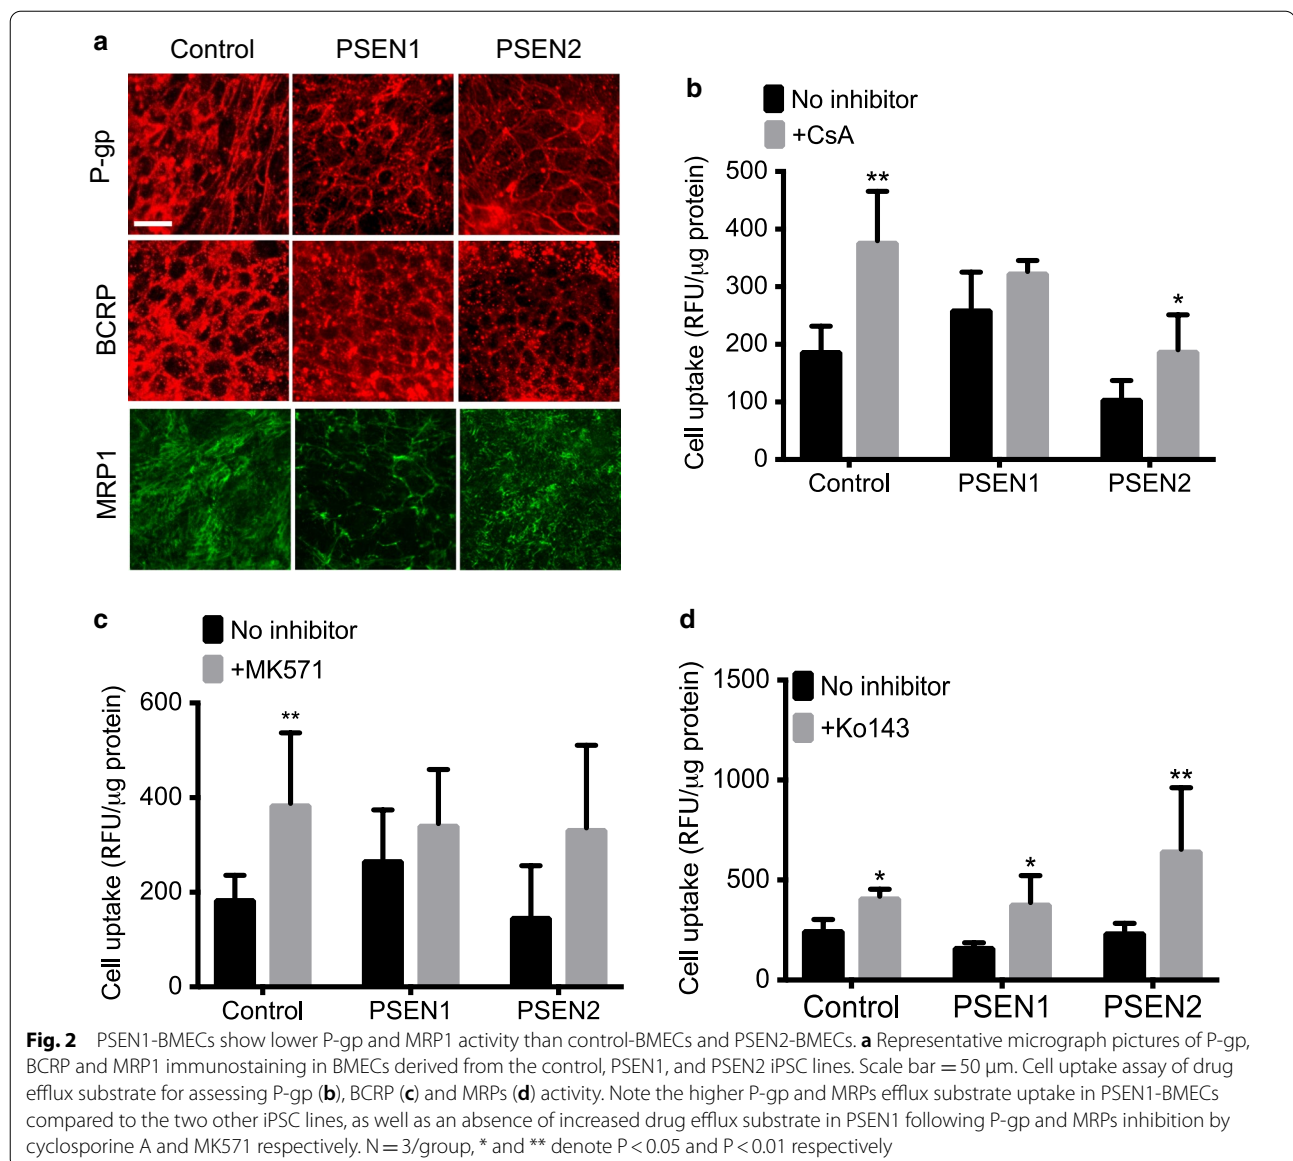 a
Control PSEN1 PSEN2
P-gp
BCRP
MRP1
b
No inhibitor
+CsA
Cell uptake (RFU/μg protein)
500
400
300
200
100
0
**
*
Control PSEN1 PSEN2
c
No inhibitor
+MK571
Cell uptake (RFU/μg protein)
600
400
200
0
**
Control PSEN1 PSEN2
d
No inhibitor
+Ko143
Cell uptake (RFU/μg protein)
1500
1000
500
0
*
*
**
Control PSEN1 PSEN2
Fig. 2 PSEN1-BMECs show lower P-gp and MRP1 activity than control-BMECs and PSEN2-BMECs. a Representative micrograph pictures of P-gp,
BCRP and MRP1 immunostaining in BMECs derived from the control, PSEN1, and PSEN2 iPSC lines. Scale bar = 50 μm. Cell uptake assay of drug
efflux substrate for assessing P-gp (b), BCRP (c) and MRPs (d) activity. Note the higher P-gp and MRPs efflux substrate uptake in PSEN1-BMECs
compared to the two other iPSC lines, as well as an absence of increased drug efflux substrate in PSEN1 following P-gp and MRPs inhibition by
cyclosporine A and MK571 respectively. N = 3/group, * and ** denote P < 0.05 and P < 0.01 respectively